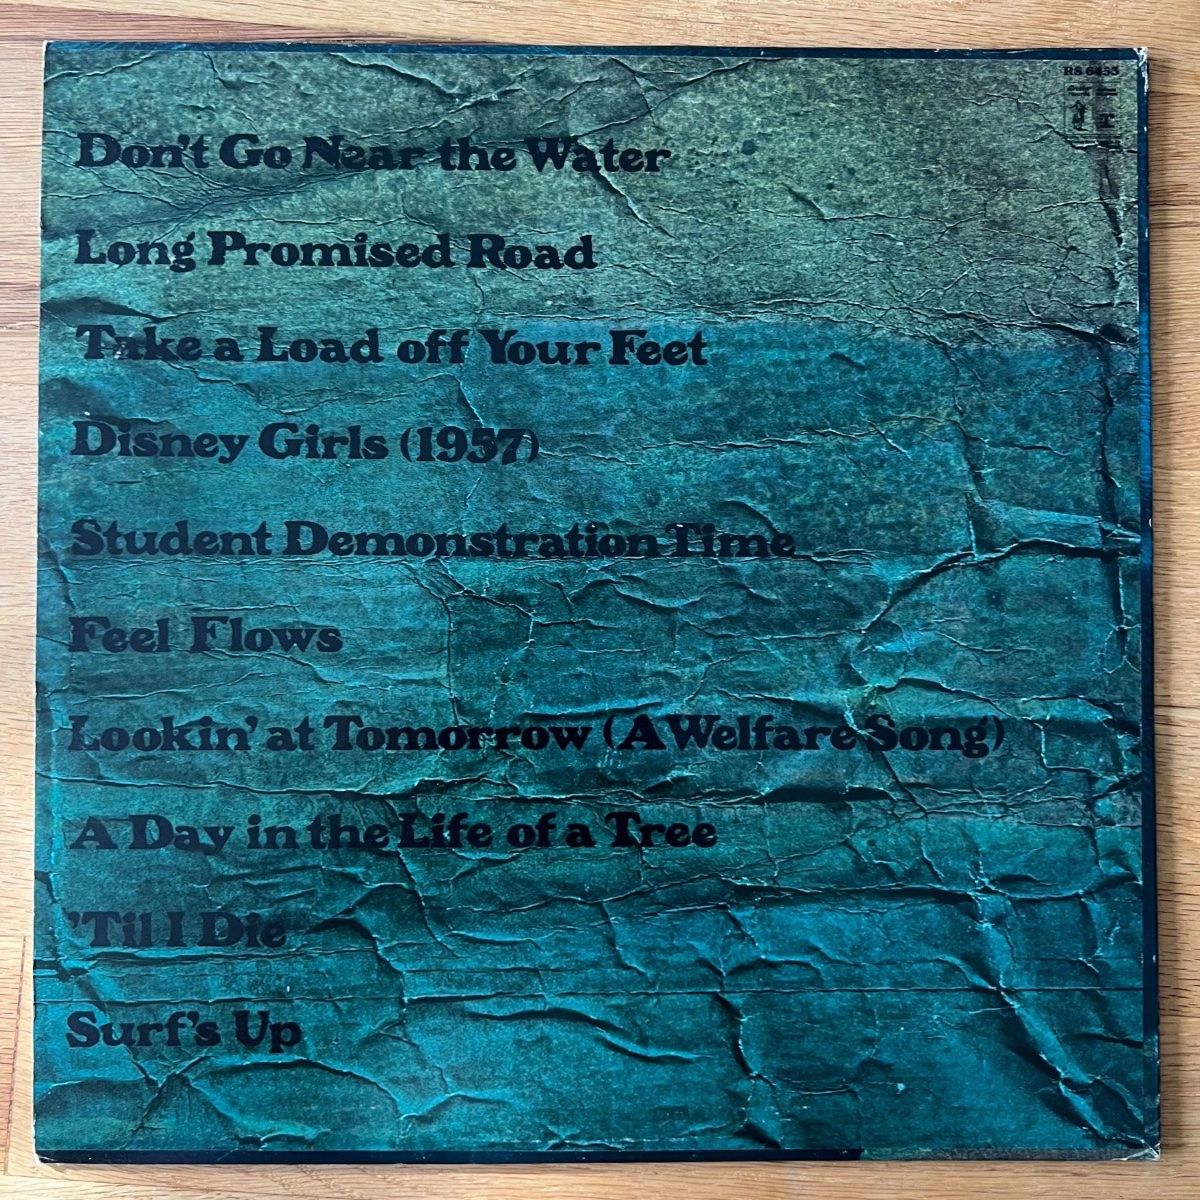 RS 6453
Don't Go Near the Water
Long Promised Road
Take a Load off Your Feet
Disney Girls (1957)
Student Demonstration Time
Feel Flows
Lookin' at Tomorrow (A Welfare Song)
A Day in the Life of a Tree
'Til I Die
Surf's Up